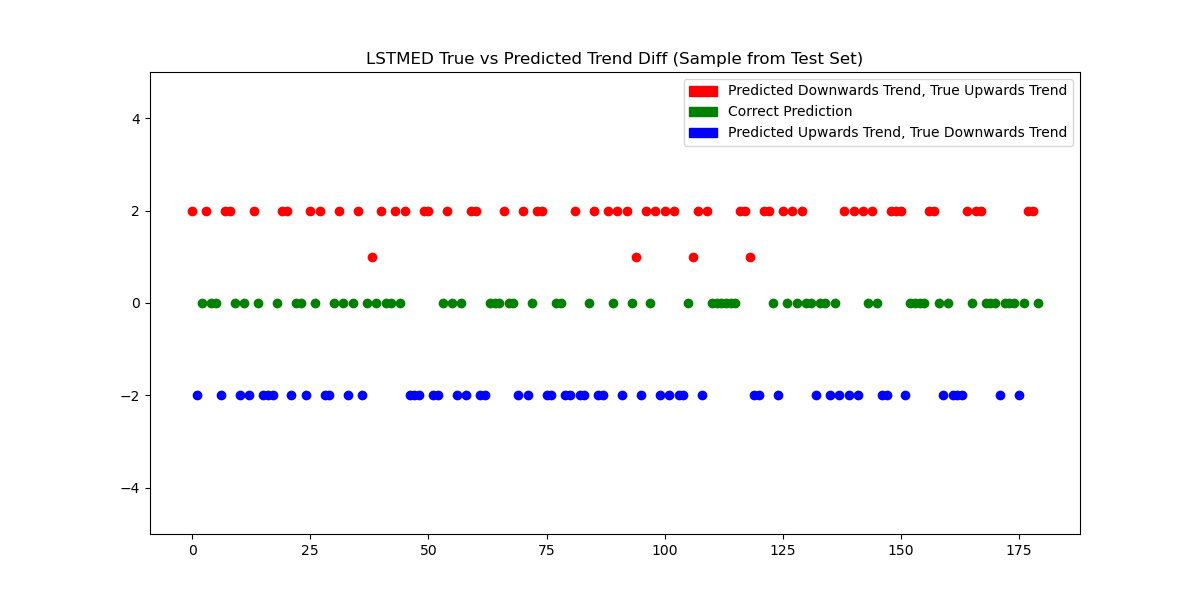 LSTMED True vs Predicted Trend Diff (Sample from Test Set)
Predicted Downwards Trend, True Upwards Trend
Correct Prediction
Predicted Upwards Trend, True Downwards Trend
4
2
0
−2
−4
0 25 50 75 100 125 150 175